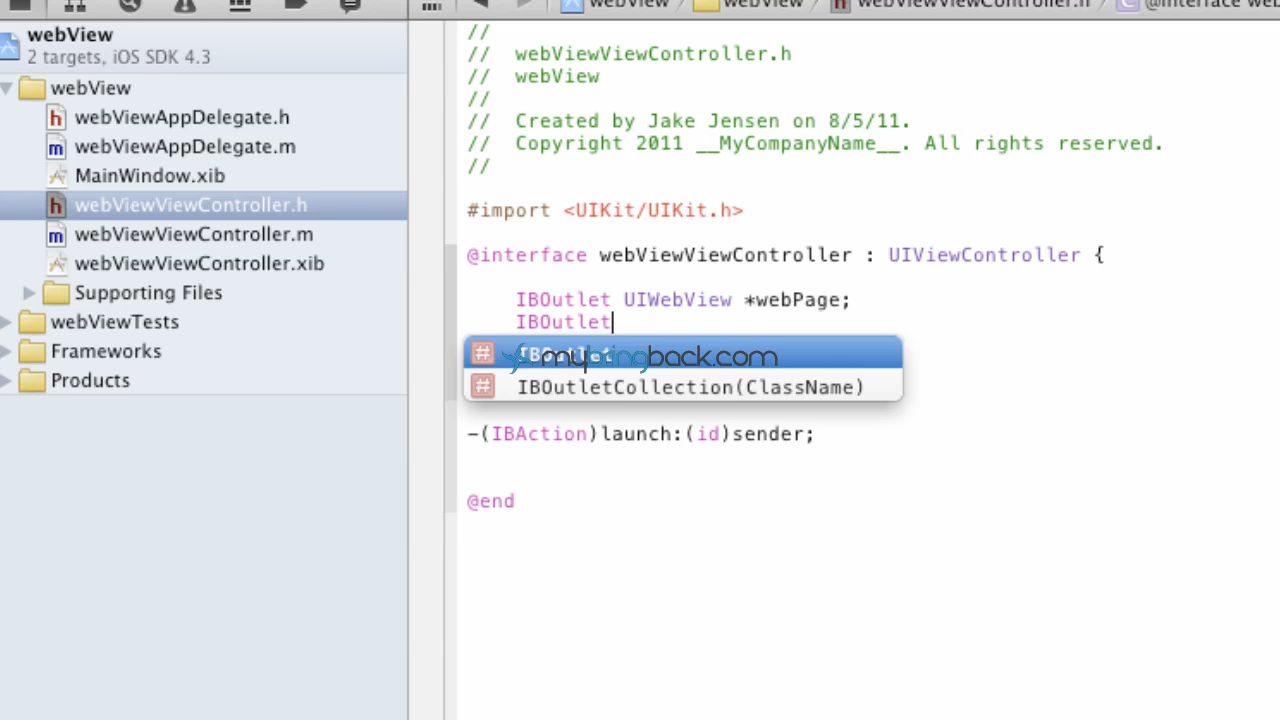 webView
webView
webViewViewController.h
@interface web
webView
2 targets, iOS SDK 4.3
webView
webViewAppDelegate.h
webViewAppDelegate.m
MainWindow.xib
webViewViewController.h
webViewViewController.m
webViewViewController.xib
Supporting Files
webViewTests
Frameworks
Products
//
// webViewViewController.h
// webView
//
// Created by Jake Jensen on 8/5/11.
// Copyright 2011 __MyCompanyName__. All rights reserved.
//
#import <UIKit/UIKit.h>
@interface webViewViewController : UIViewController {
IBOutlet UIWebView *webPage;
IBOutlet
IBOutlet
mybringback.com
IBOutletCollection(ClassName)
-(IBAction)launch:(id)sender;
@end